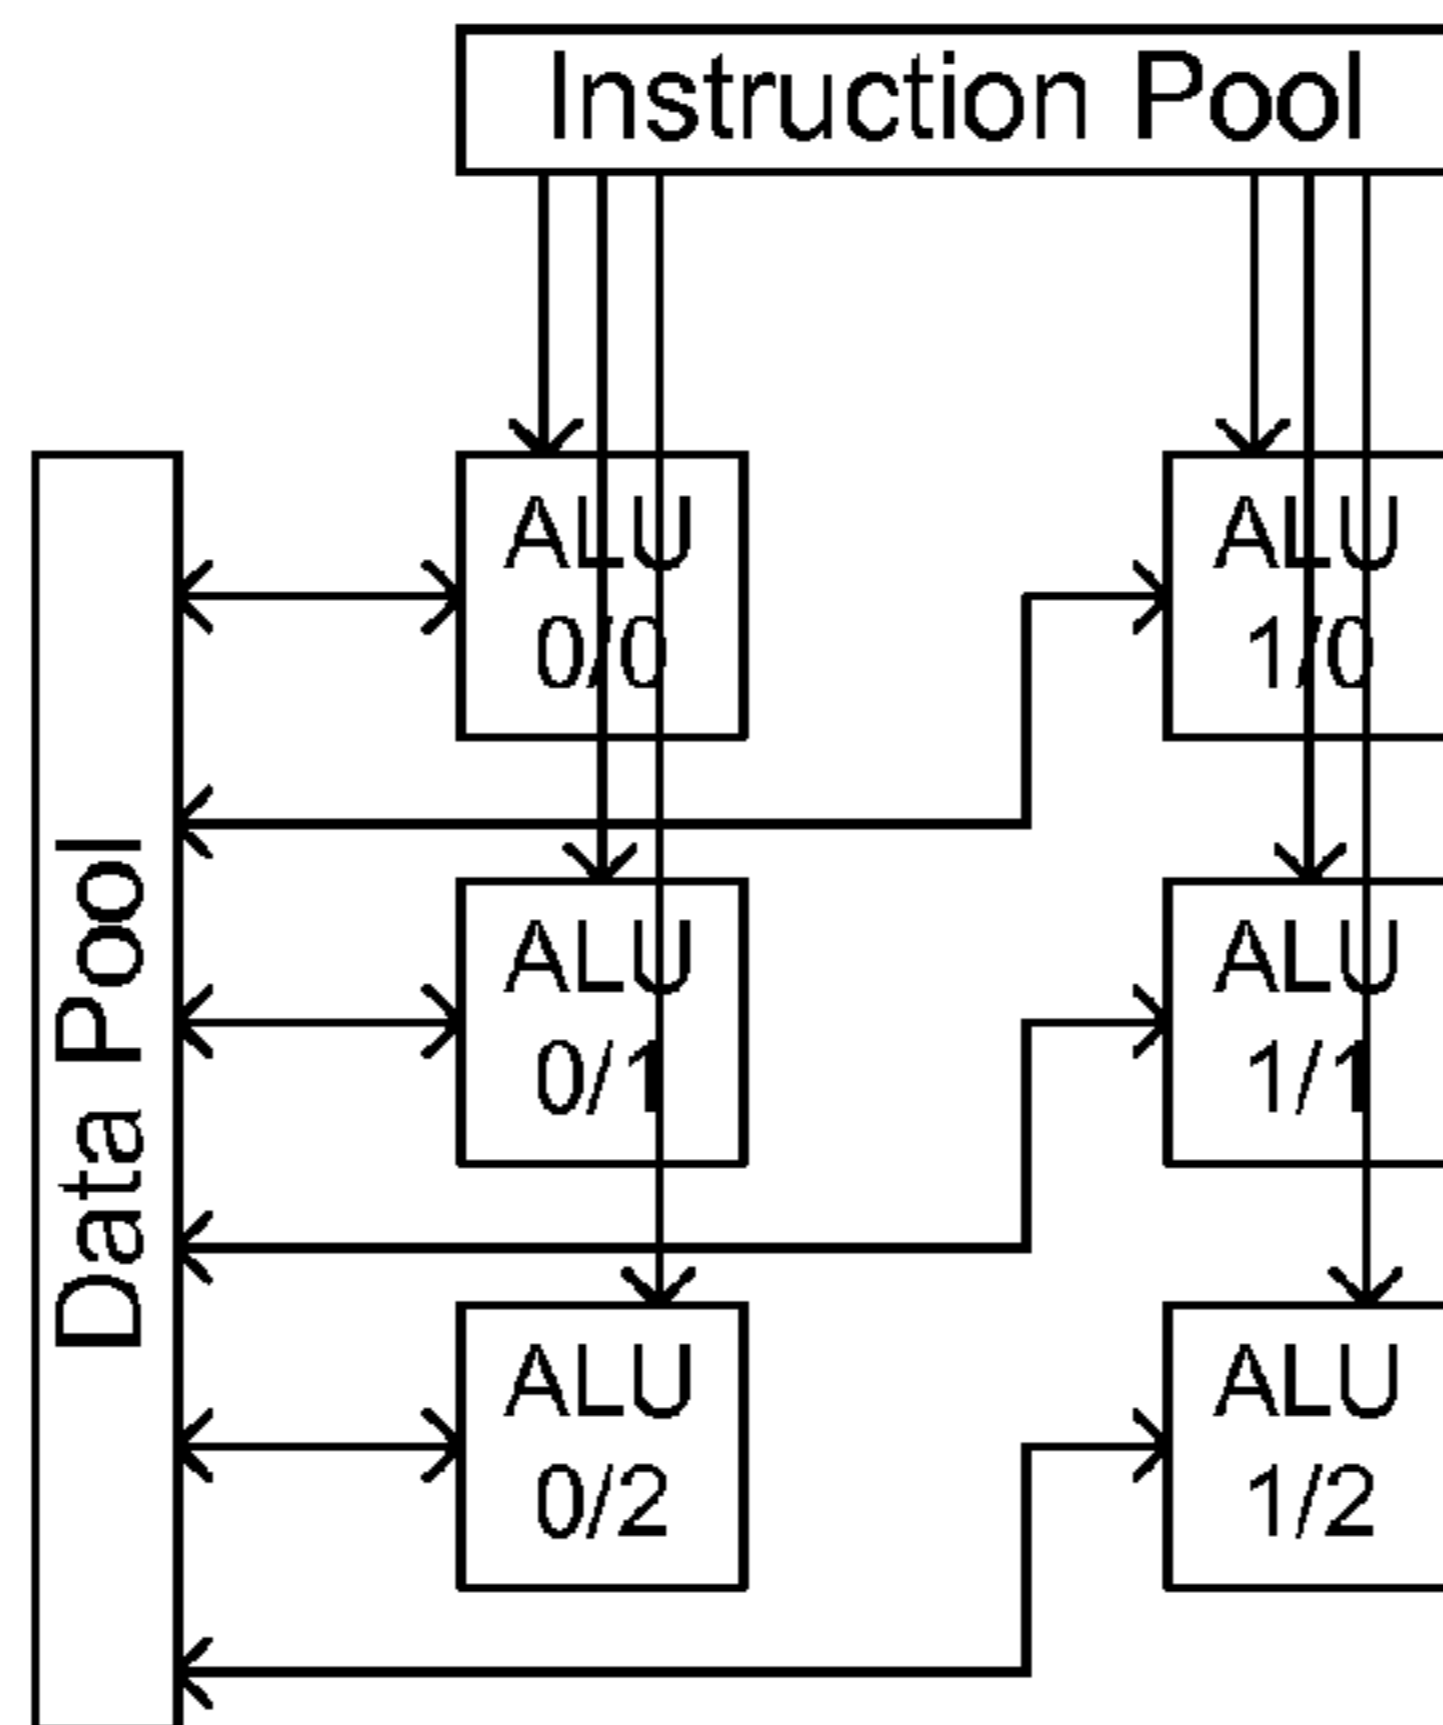 Instruction Pool
ALU
0/0
ALU
1/0
Data Pool
ALU
0/1
ALU
1/1
ALU
0/2
ALU
1/2